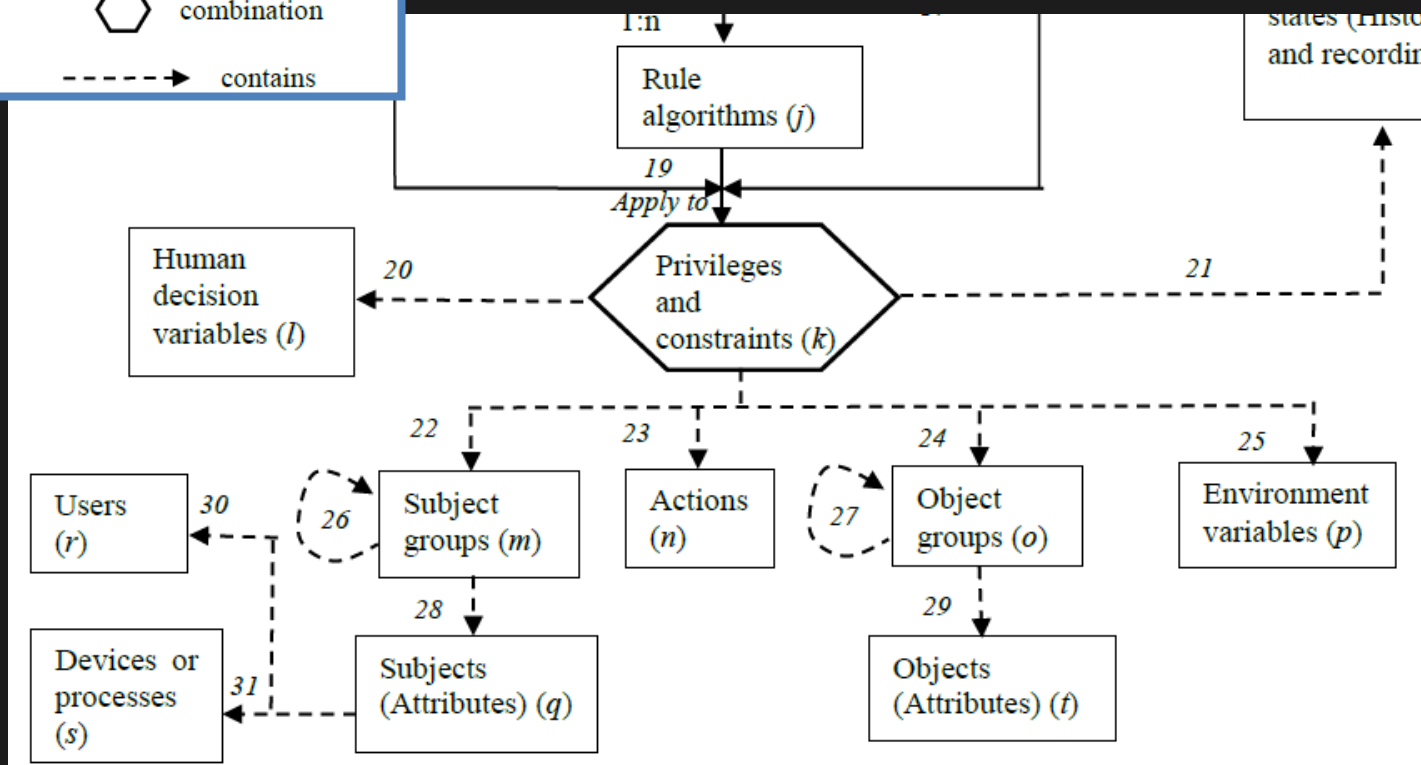 combination
contains
1:n
Rule
algorithms (j)
states (Histo
and recordin
19
Apply to
Human
decision
variables (l)
20
Privileges
and
constraints (k)
21
22
23
24
25
Users
(r)
30
26
Subject
groups (m)
Actions
(n)
27
Object
groups (o)
Environment
variables (p)
28
29
Devices or
processes
(s)
31
Subjects
(Attributes) (q)
Objects
(Attributes) (t)